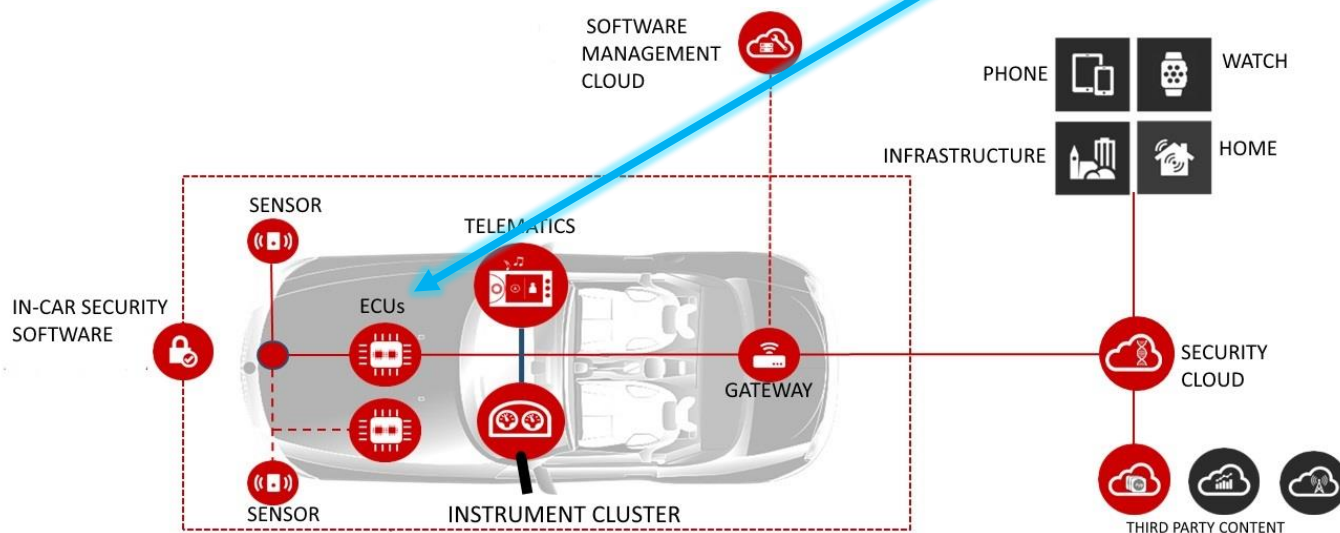 SOFTWARE
MANAGEMENT
CLOUD
PHONE
WATCH
INFRASTRUCTURE
HOME
SENSOR
TELEMATICS
IN-CAR SECURITY
SOFTWARE
ECUs
GATEWAY
SECURITY
CLOUD
SENSOR
INSTRUMENT CLUSTER
THIRD PARTY CONTENT